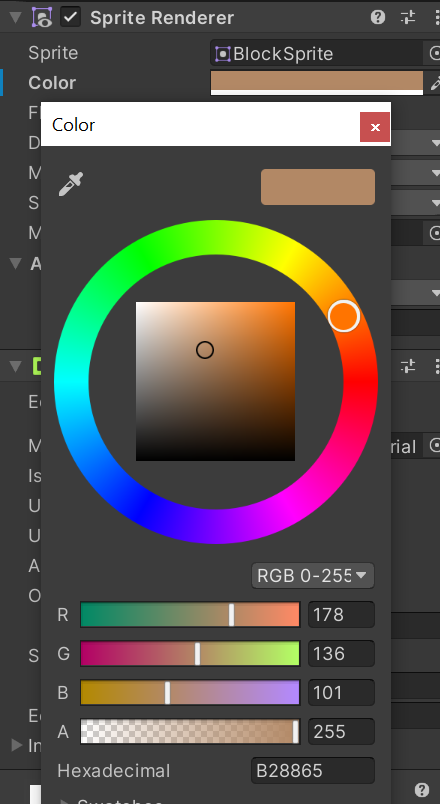 Sprite Renderer
Sprite
BlockSprite
Color
Color
x
RGB 0-255
R
178
G
136
B
101
A
255
Hexadecimal
B28865